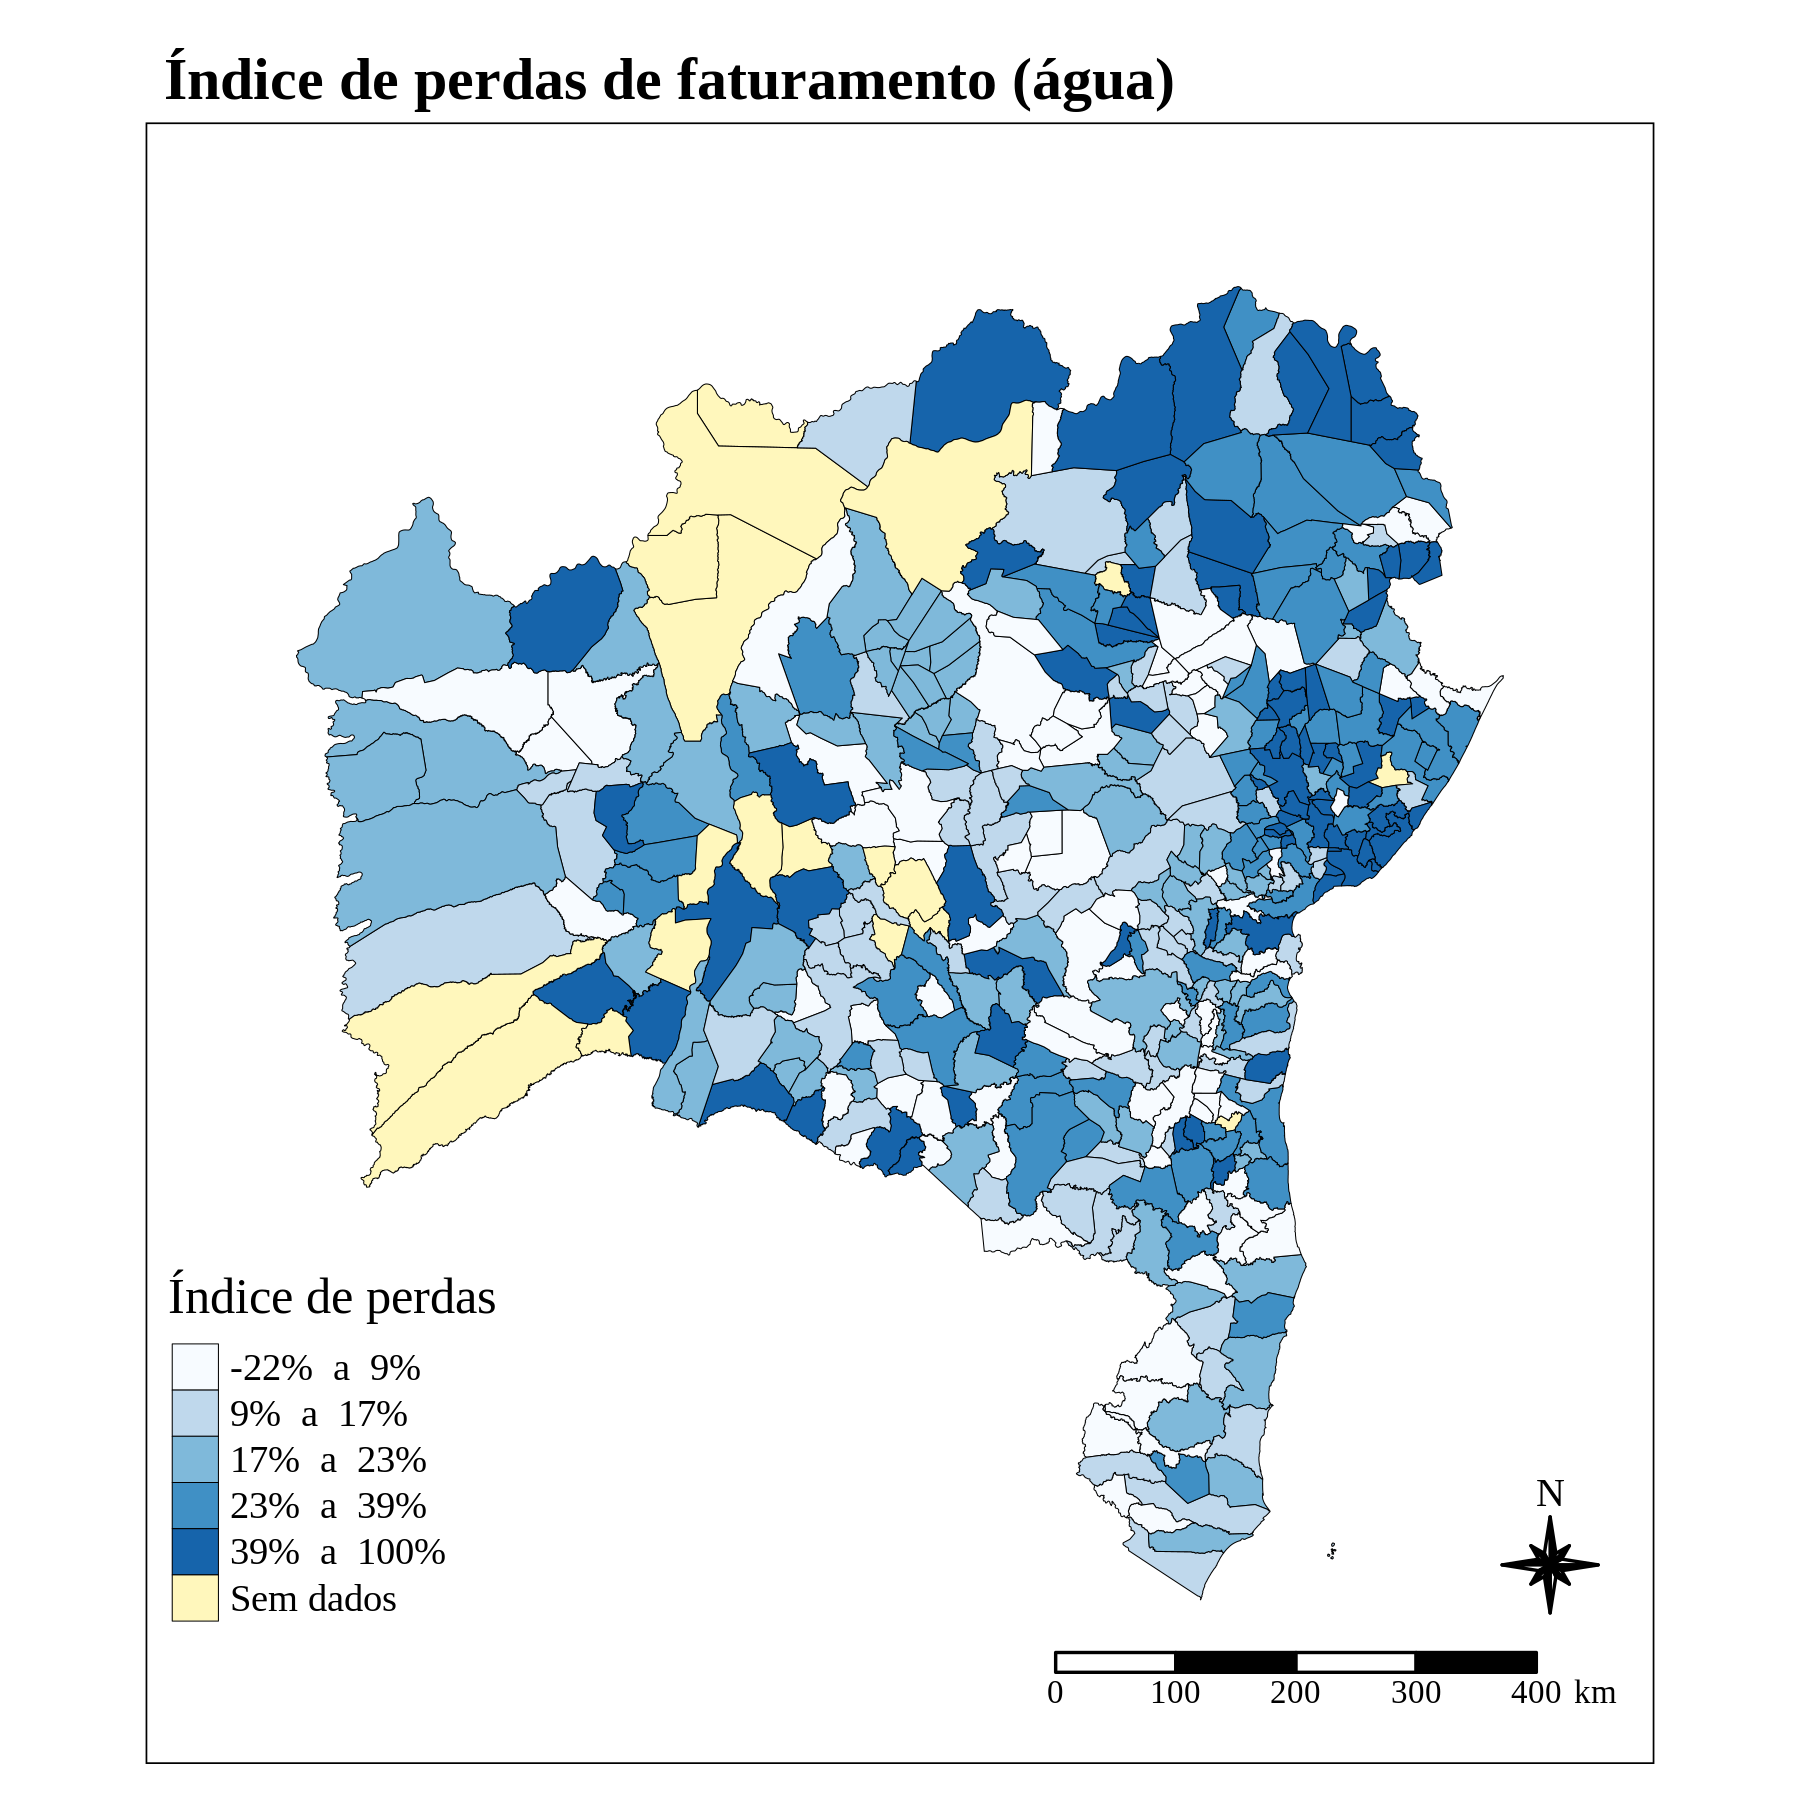 Índice de perdas de faturamento (água)
Índice de perdas
-22% a 9%
9% a 17%
17% a 23%
23% a 39%
39% a 100%
Sem dados
N
0 100 200 300 400 km